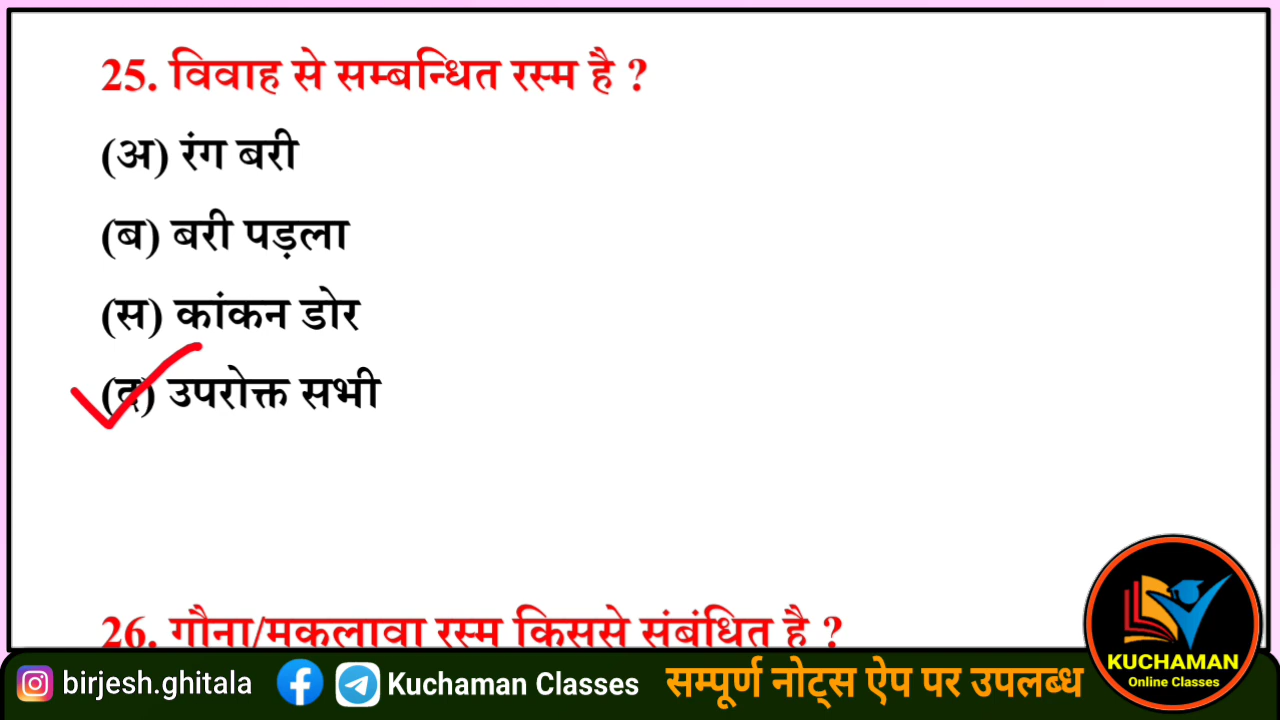 25. विवाह से सम्बन्धित रस्म है ?
(अ) रंग बरी
(ब) बरी पड़ला
(स) कांकन डोर
(द) उपरोक्त सभी
26. गौना/मकलावा रस्म किससे संबंधित है ?
birjesh.ghitala
Kuchaman Classes
सम्पूर्ण नोट्स ऐप पर उपलब्ध
KUCHAMAN
Online Classes